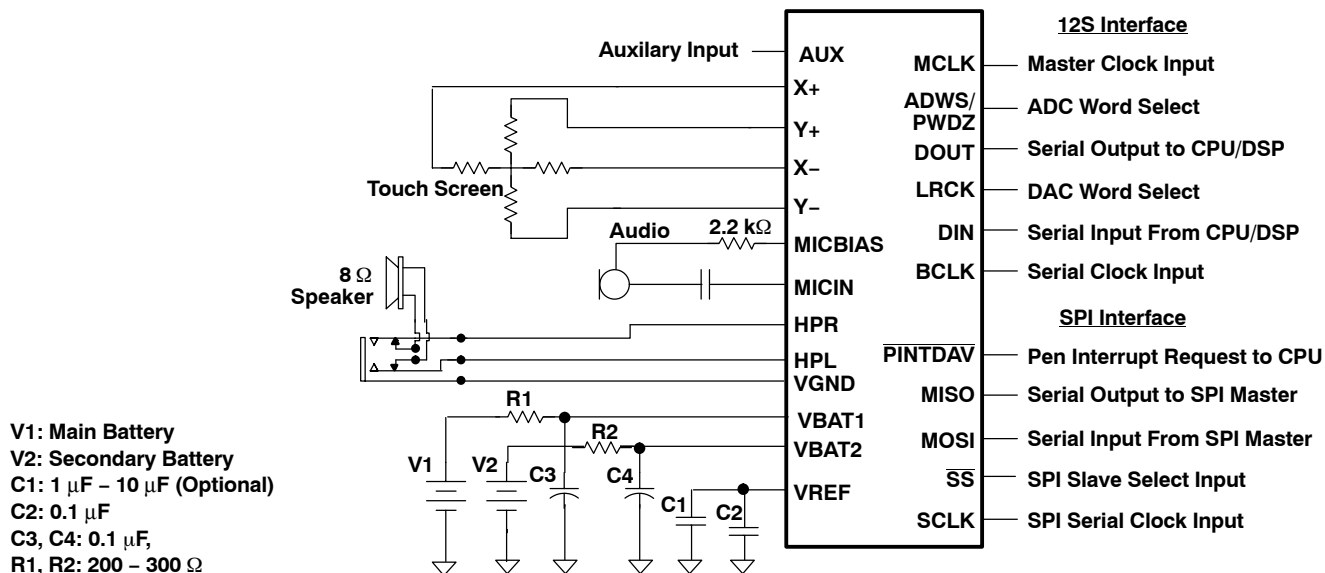 12S Interface
Auxilary Input
AUX
MCLK
Master Clock Input
X+
ADWS/
PWDZ
ADC Word Select
Y+
DOUT
Serial Output to CPU/DSP
X−
Touch Screen
LRCK
DAC Word Select
Y−
Audio
2.2 kΩ
DIN
Serial Input From CPU/DSP
MICBIAS
8 Ω
Speaker
BCLK
Serial Clock Input
MICIN
SPI Interface
HPR
PINTDAV
Pen Interrupt Request to CPU
HPL
VGND
MISO
Serial Output to SPI Master
R1
VBAT1
R2
MOSI
Serial Input From SPI Master
VBAT2
V1
V2
C3
C4
SS
SPI Slave Select Input
VREF
C1
C2
SCLK
SPI Serial Clock Input
V1: Main Battery
V2: Secondary Battery
C1: 1 μF − 10 μF (Optional)
C2: 0.1 μF
C3, C4: 0.1 μF,
R1, R2: 200 − 300 Ω